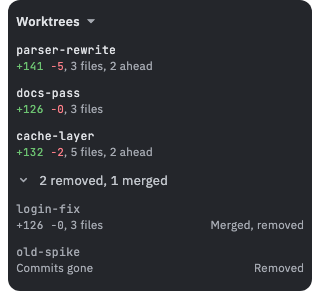 Worktrees
parser-rewrite
+141 -5, 3 files, 2 ahead
docs-pass
+126 -0, 3 files
cache-layer
+132 -2, 5 files, 2 ahead
2 removed, 1 merged
login-fix
+126 -0, 3 files Merged, removed
old-spike
Commits gone Removed